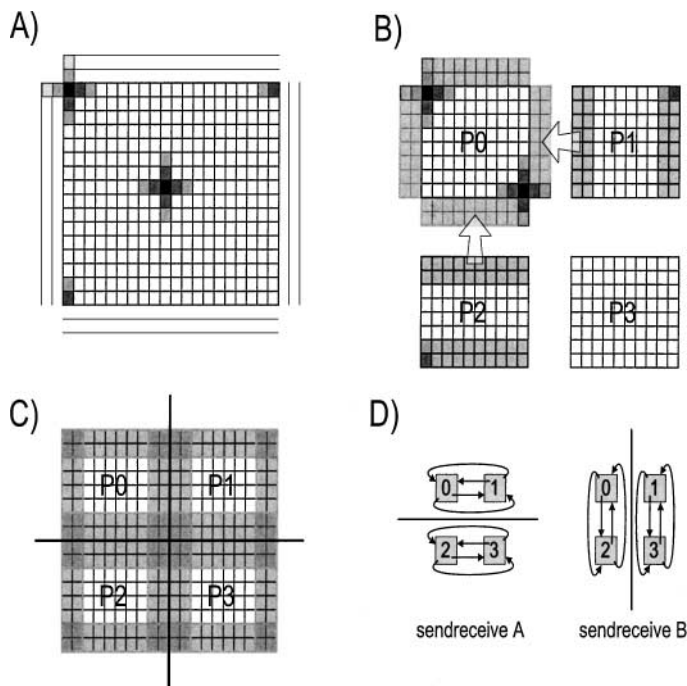 A)
B)
P0
P1
P2
P3
C)
P0
P1
P2
P3
D)
0
1
2
3
0
1
2
3
sendreceive A
sendreceive B